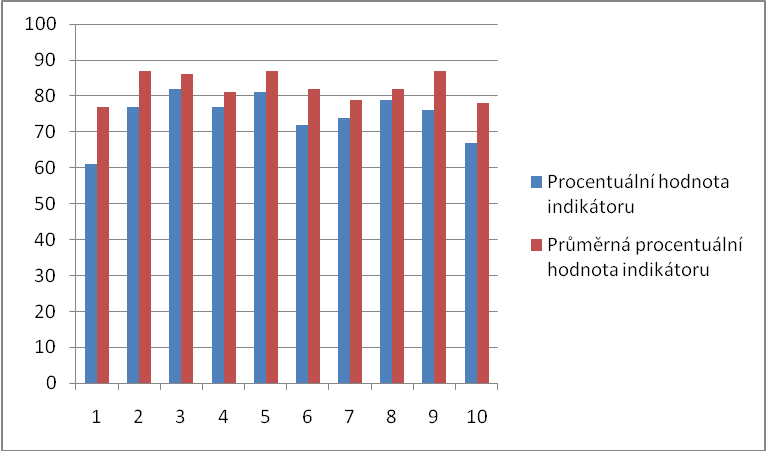 100
90
80
70
60
50
40
30
20
10
0
1 2 3 4 5 6 7 8 9 10
Procentuální hodnota
indikátoru
Průměrná procentuální
hodnota indikátoru